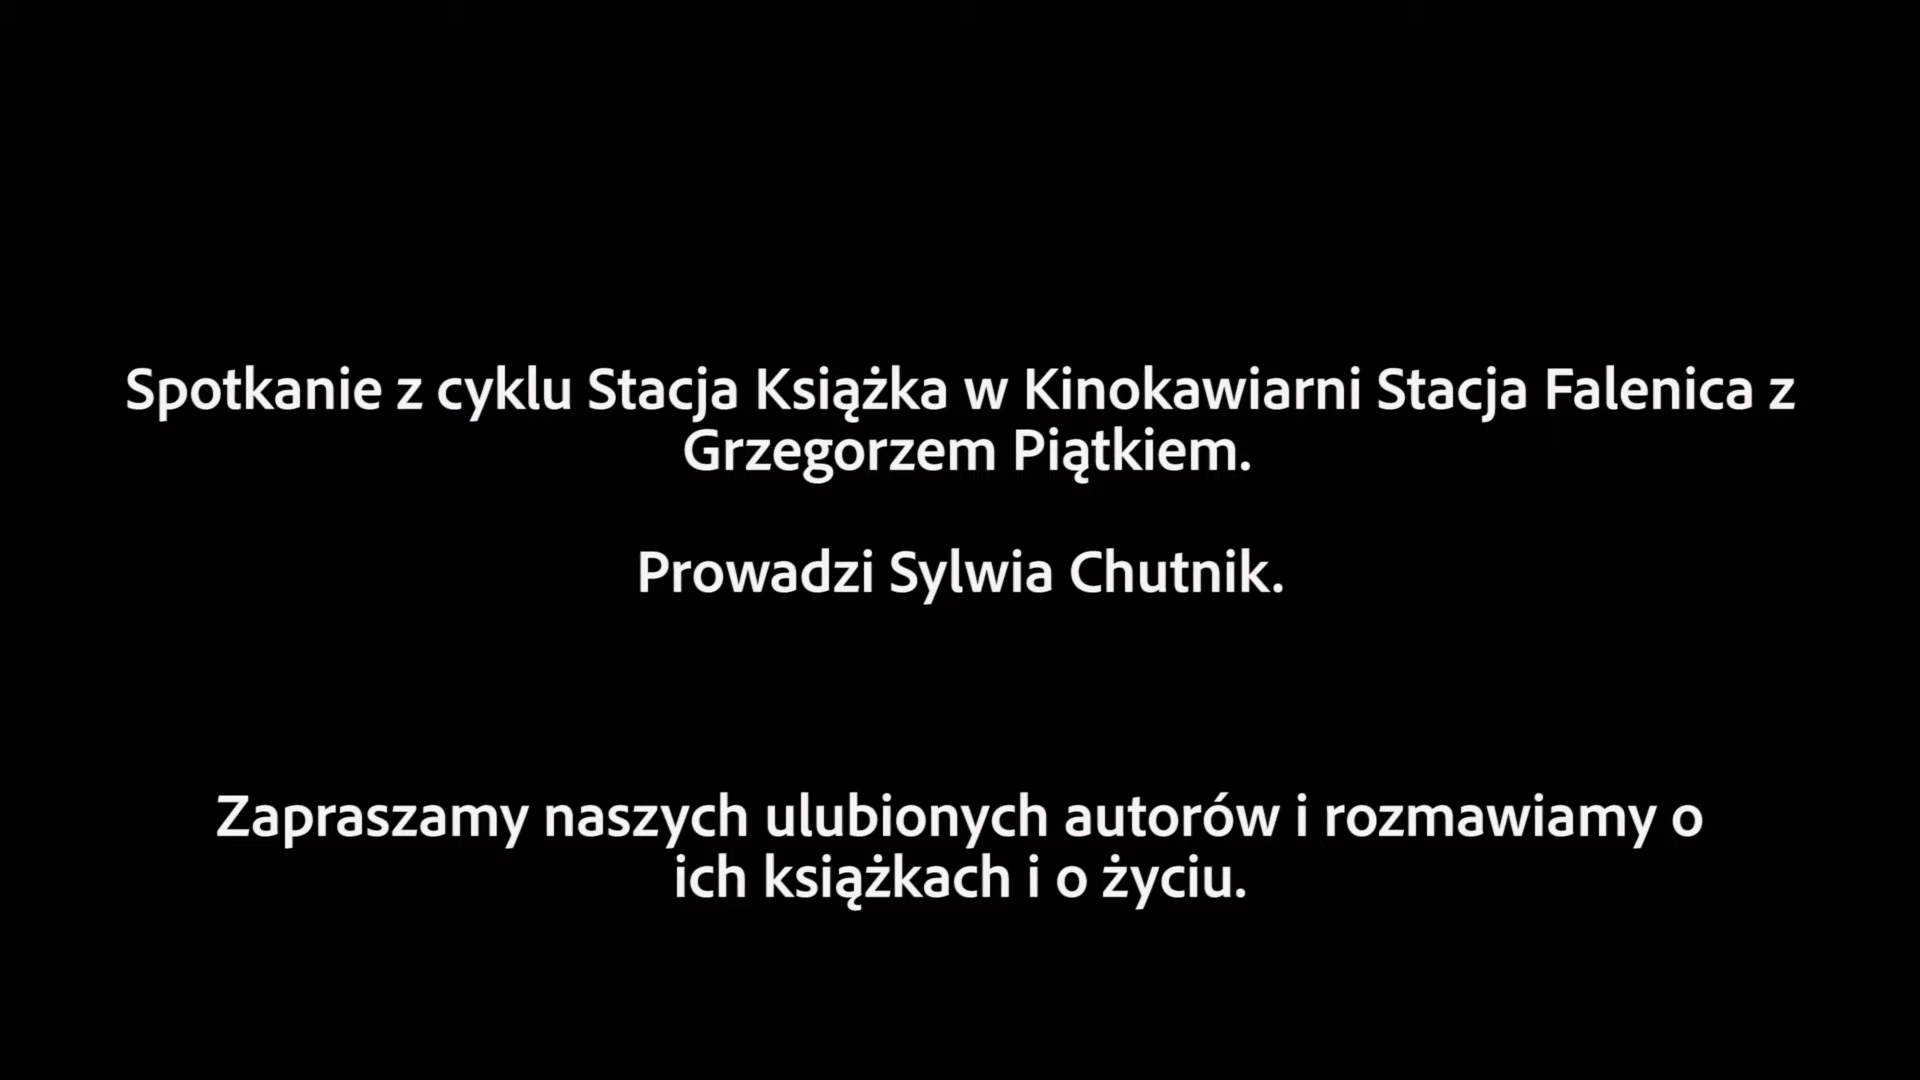 Spotkanie z cyklu Stacja Książka w Kinokawiarni Stacja Falenica z
Grzegorzem Piątkiem.
Prowadzi Sylwia Chutnik.
Zapraszamy naszych ulubionych autorów i rozmawiamy o
ich książkach i o życiu.